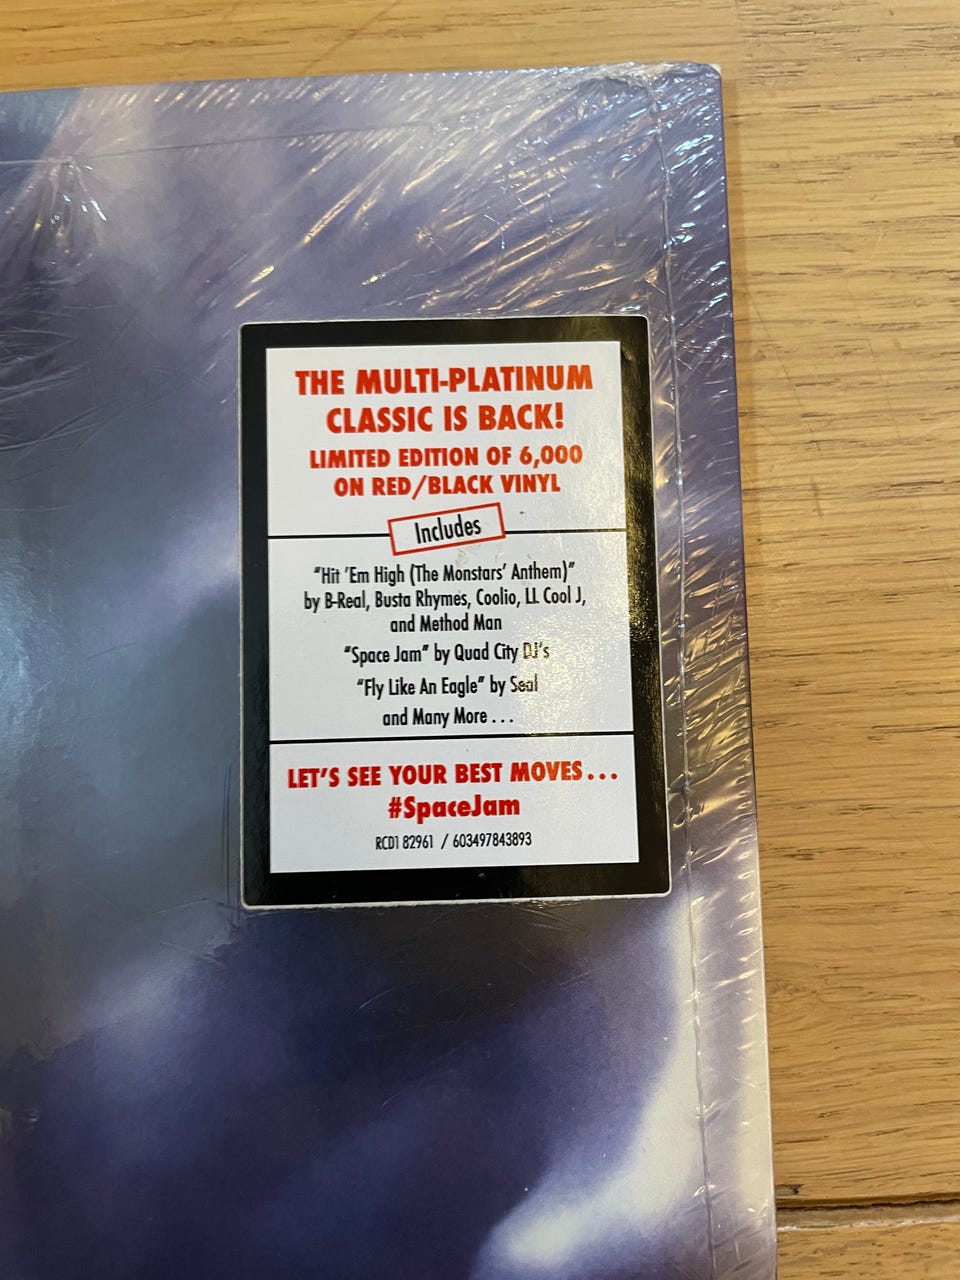 THE MULTI-PLATINUM
CLASSIC IS BACK!
LIMITED EDITION OF 6,000
ON RED/BLACK VINYL
Includes
"Hit 'Em High (The Monstars' Anthem)"
by B-Real, Busta Rhymes, Coolio, LL Cool J,
and Method Man
"Space Jam" by Quad City DJ's
"Fly Like An Eagle" by Seal
and Many More . . .
LET'S SEE YOUR BEST MOVES . . .
#SpaceJam
RCD1 82961 / 603497843893